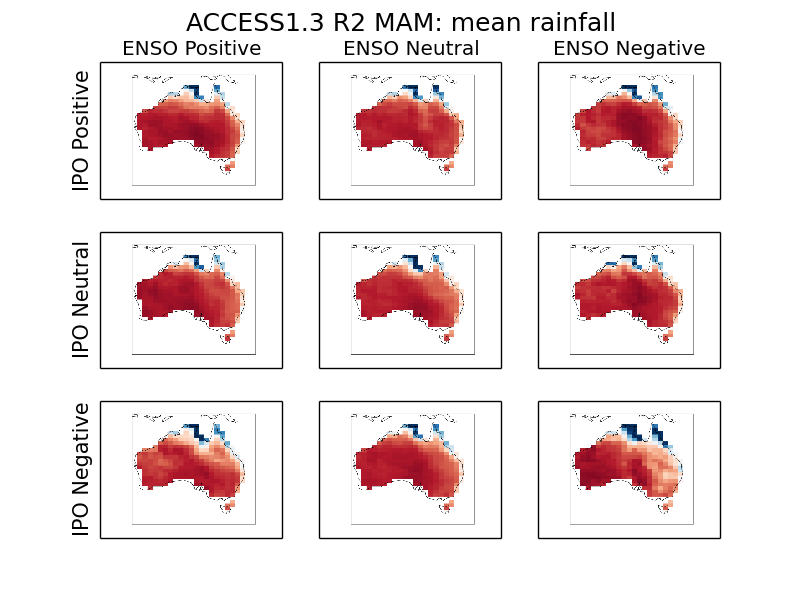 ACCESS1.3 R2 MAM: mean rainfall
ENSO Positive
ENSO Neutral
ENSO Negative
IPO Positive
IPO Neutral
IPO Negative